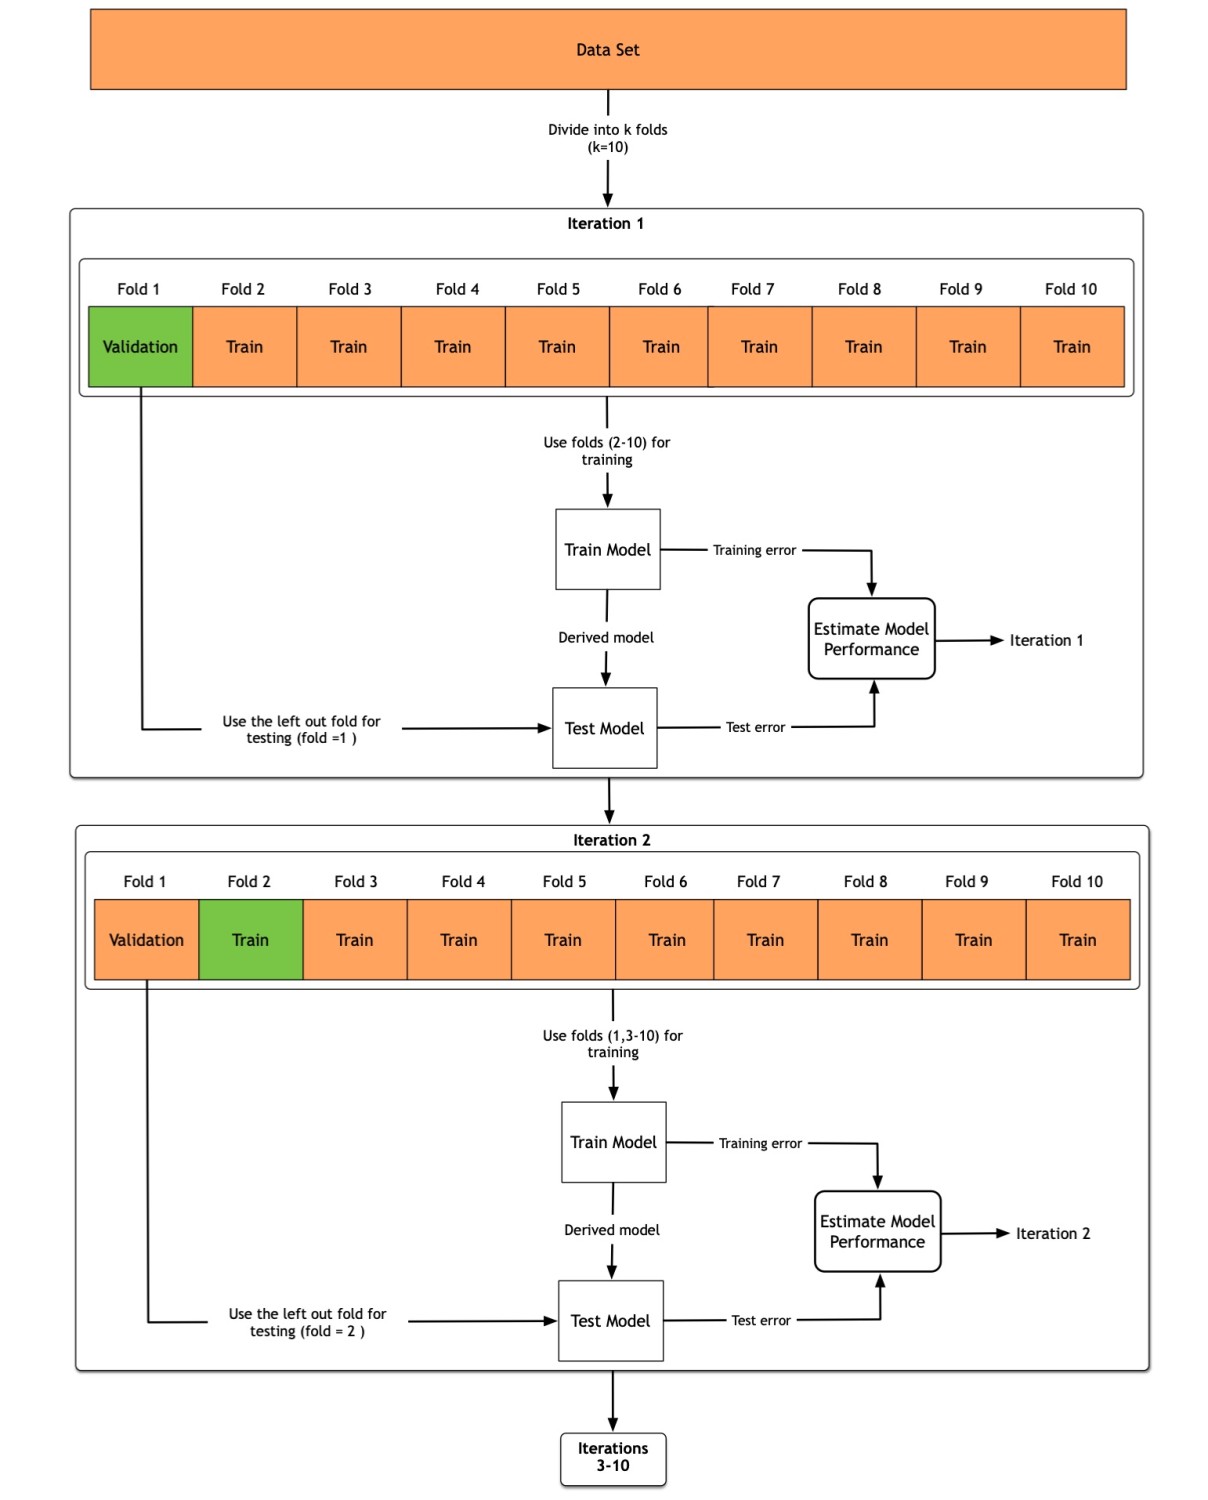 Data Set
Divide into k folds
(k=10)
Iteration 1
Fold 1 Fold 2 Fold 3 Fold 4 Fold 5 Fold 6 Fold 7 Fold 8 Fold 9 Fold 10
Validation Train Train Train Train Train Train Train Train Train
Use folds (2-10) for
training
Train Model
Training error
Estimate Model
Performance
Iteration 1
Derived model
Use the left out fold for
testing (fold =1 )
Test Model
Test error
Iteration 2
Fold 1 Fold 2 Fold 3 Fold 4 Fold 5 Fold 6 Fold 7 Fold 8 Fold 9 Fold 10
Validation Train Train Train Train Train Train Train Train Train
Use folds (1,3-10) for
training
Train Model
Training error
Estimate Model
Performance
Iteration 2
Derived model
Use the left out fold for
testing (fold = 2 )
Test Model
Test error
Iterations
3-10